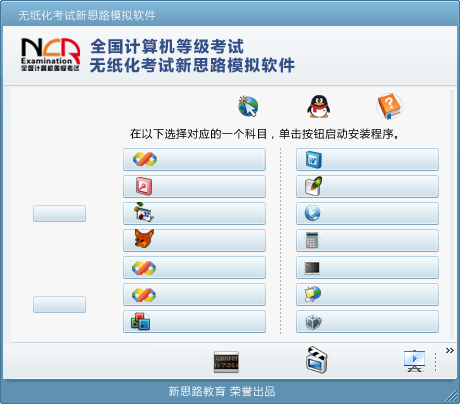 无纸化考试新思路模拟软件
NCR
Examination
全国计算机等级考试
全国计算机等级考试
无纸化考试新思路模拟软件
在以下选择对应的一个科目，单击按钮启动安装程序。
新思路教育 荣誉出品